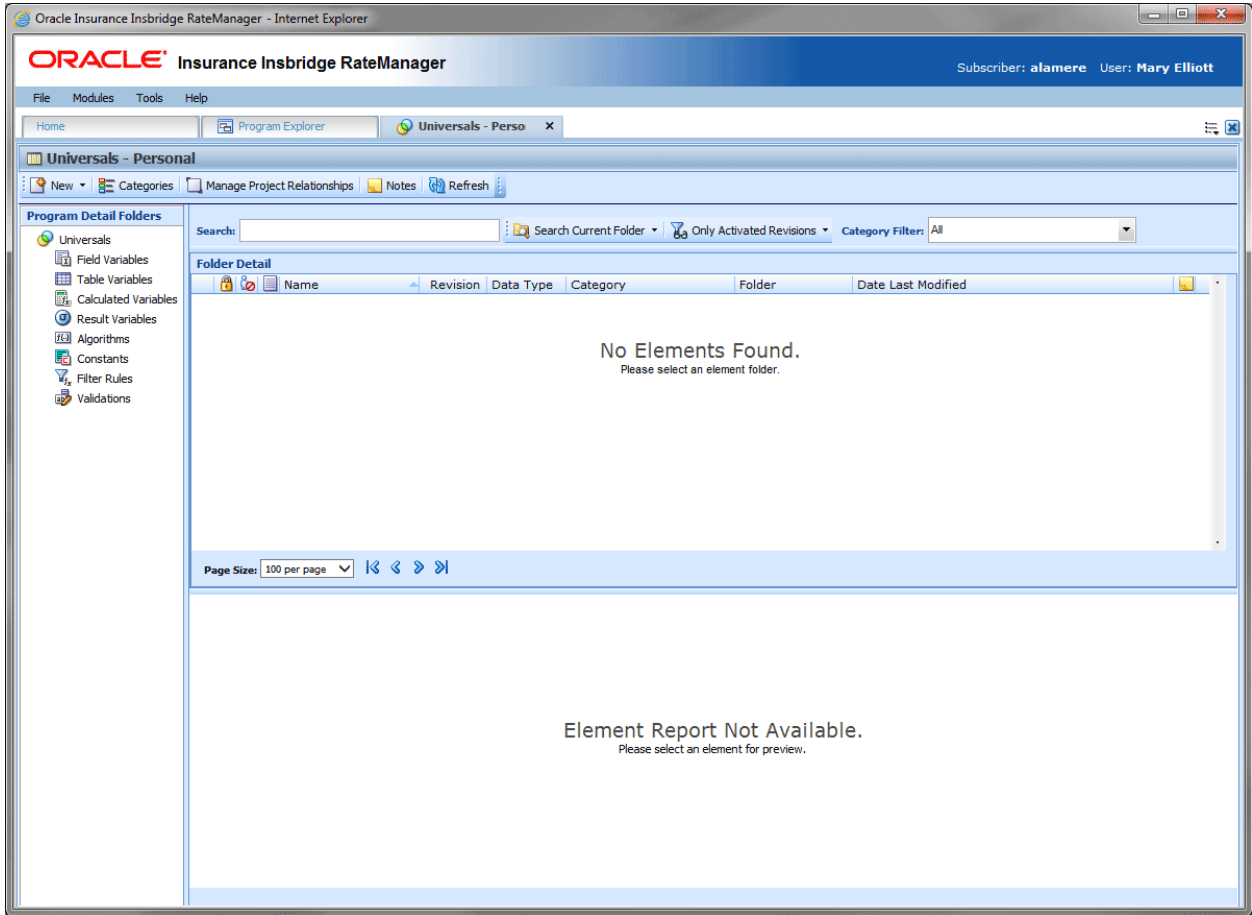 Oracle Insurance Insbridge RateManager - Internet Explorer
ORACLE® Insurance Insbridge RateManager
Subscriber: alamere User: Mary Elliott
File Modules Tools Help
Home Program Explorer Universals - Perso
Universals - Personal
New Categories Manage Project Relationships Notes Refresh
Program Detail Folders
Universals
Field Variables
Table Variables
Calculated Variables
Result Variables
Algorithms
Constants
Filter Rules
Validations
Search: Search Current Folder Only Activated Revisions Category Filter: All
Folder Detail
Name Revision Data Type Category Folder Date Last Modified
No Elements Found.
Please select an element folder.
Page Size: 100 per page
Element Report Not Available.
Please select an element for preview.